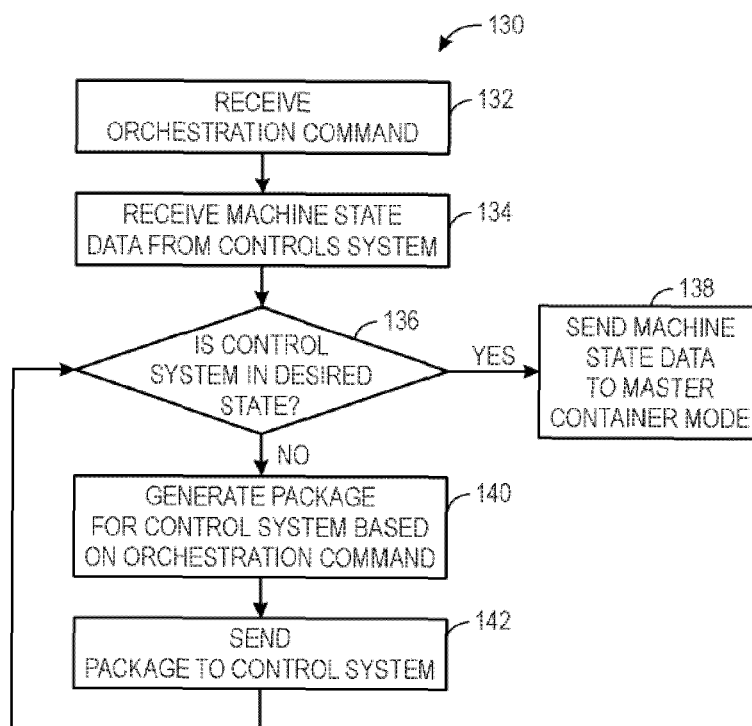 130
RECEIVE
ORCHESTRATION COMMAND
132
RECEIVE MACHINE STATE
DATA FROM CONTROLS SYSTEM
134
IS CONTROL
SYSTEM IN DESIRED
STATE?
136
YES
138
SEND MACHINE
STATE DATA
TO MASTER
CONTAINER MODE
NO
GENERATE PACKAGE
FOR CONTROL SYSTEM BASED
ON ORCHESTRATION COMMAND
140
SEND
PACKAGE TO CONTROL SYSTEM
142